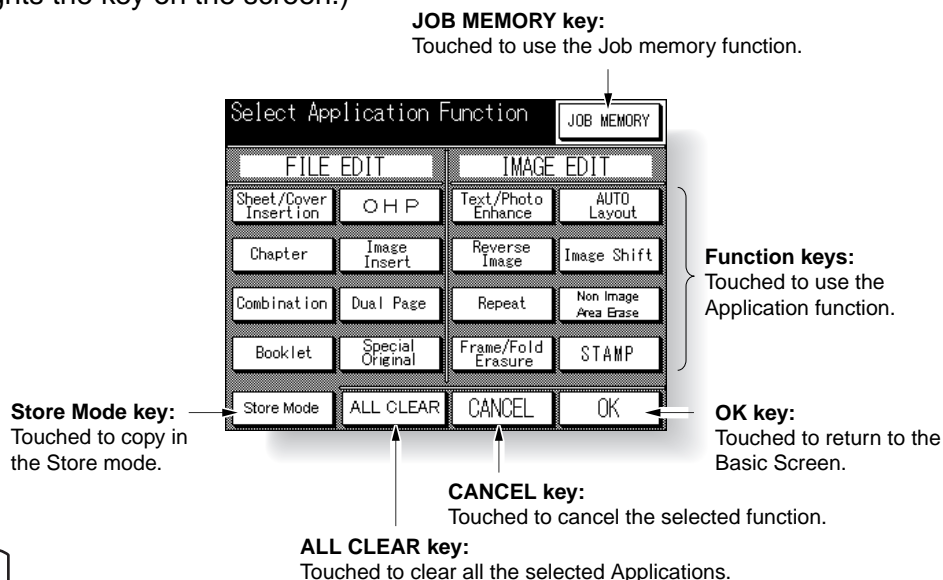 ghts the key on the screen.)
JOB MEMORY key:
Touched to use the Job memory function.
Select Application Function
JOB MEMORY
FILE EDIT
IMAGE EDIT
Sheet/Cover
Insertion
OHP
Text/Photo
Enhance
AUTO
Layout
Chapter
Image
Insert
Reverse
Image
Image Shift
Combination
Dual Page
Repeat
Non Image
Area Erase
Booklet
Special
Original
Frame/Fold
Erasure
STAMP
Store Mode
ALL CLEAR
CANCEL
OK
Function keys:
Touched to use the
Application function.
Store Mode key:
Touched to copy in
the Store mode.
OK key:
Touched to return to the
Basic Screen.
CANCEL key:
Touched to cancel the selected function.
ALL CLEAR key:
Touched to clear all the selected Applications.